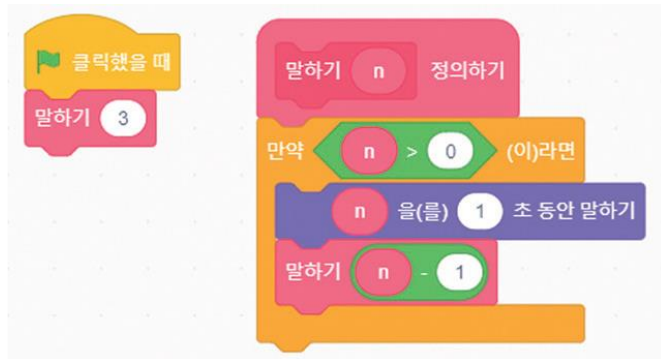 클릭했을 때
말하기 3
말하기 n 정의하기
만약 n > 0 (이)라면
n 을(를) 1 초 동안 말하기
말하기 n - 1